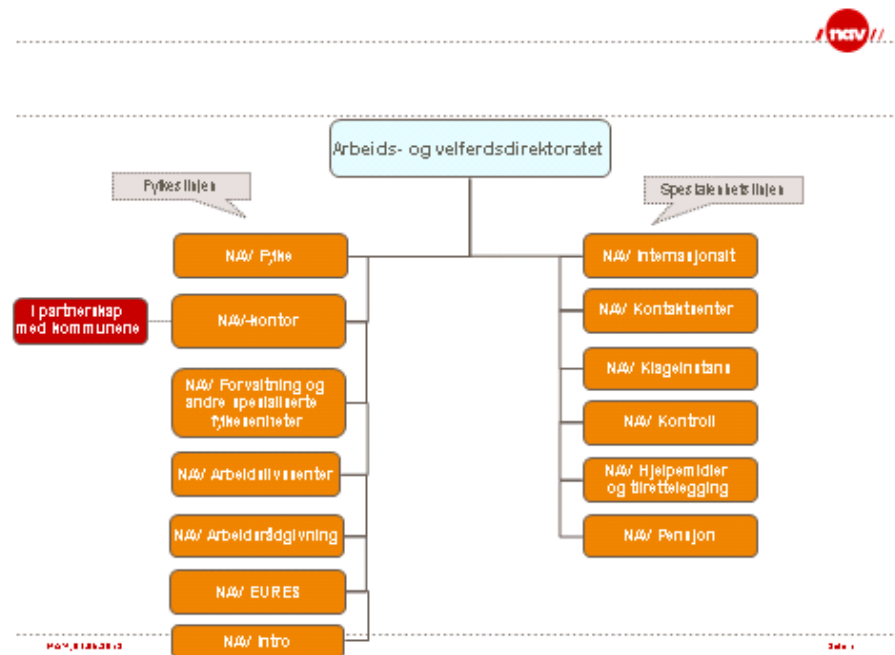 nav
Arbeids- og velferdsdirektoratet
Fylkeslinjen
Spesialenhetslinjen
NAV Fylke
I partnerskap
med kommunene
NAV-kontor
NAV Forvaltning og
andre spesialiserte
fylkesenheter
NAV Arbeidslivssenter
NAV Arbeidsrådgivning
NAV EURES
NAV Intro
NAV Internasjonalt
NAV Kontaktsenter
NAV Klageinstans
NAV Kontroll
NAV Hjelpemidler
og tilrettelegging
NAV Pensjon
NAV,
Side